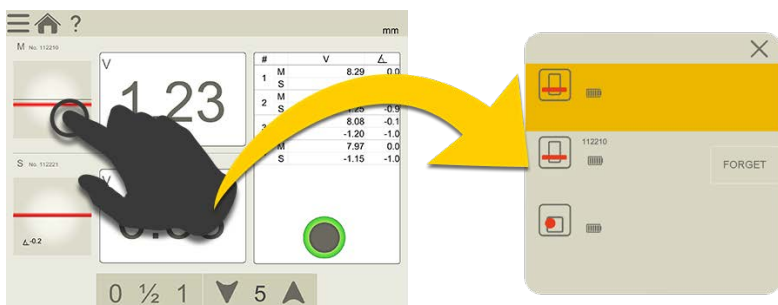 ?
mm
M No. 112210
V
1.23
S No. 112221
V
∡-0.2
# V ∡
1 M 8.29 0.0
S
2 M
S -0.9
8.08 -0.1
-1.20 -1.0
M 7.97 0.0
S -1.15 -1.0
0 ½ 1 5
112210
FORGET